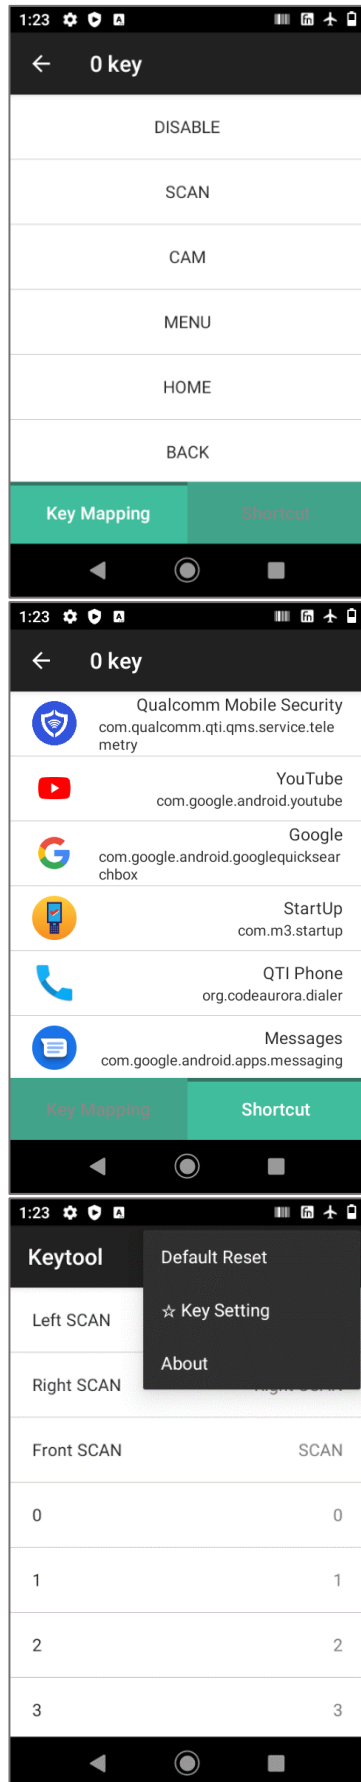 1:23
0 key
DISABLE
SCAN
CAM
MENU
HOME
BACK
Key Mapping
Shortcut
1:23
0 key
Qualcomm Mobile Security
com.qualcomm.qti.qms.service.tele
metry
YouTube
com.google.android.youtube
Google
com.google.android.googlequicksear
chbox
StartUp
com.m3.startup
QTI Phone
org.codeaurora.dialer
Messages
com.google.android.apps.messaging
Key Mapping
Shortcut
1:23
Keytool
Default Reset
☆ Key Setting
About
Left SCAN
Right SCAN
Right SCAN
Front SCAN
SCAN
0
0
1
1
2
2
3
3